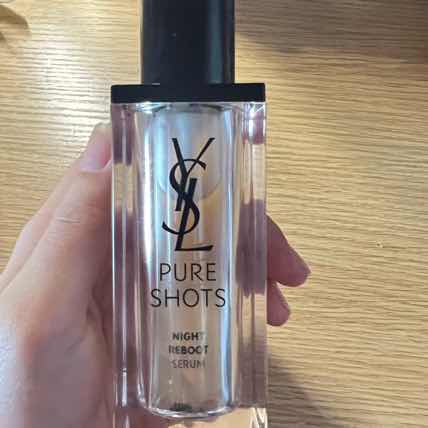 YSL
PURE
SHOTS
NIGHT
REBOOT
SERUM